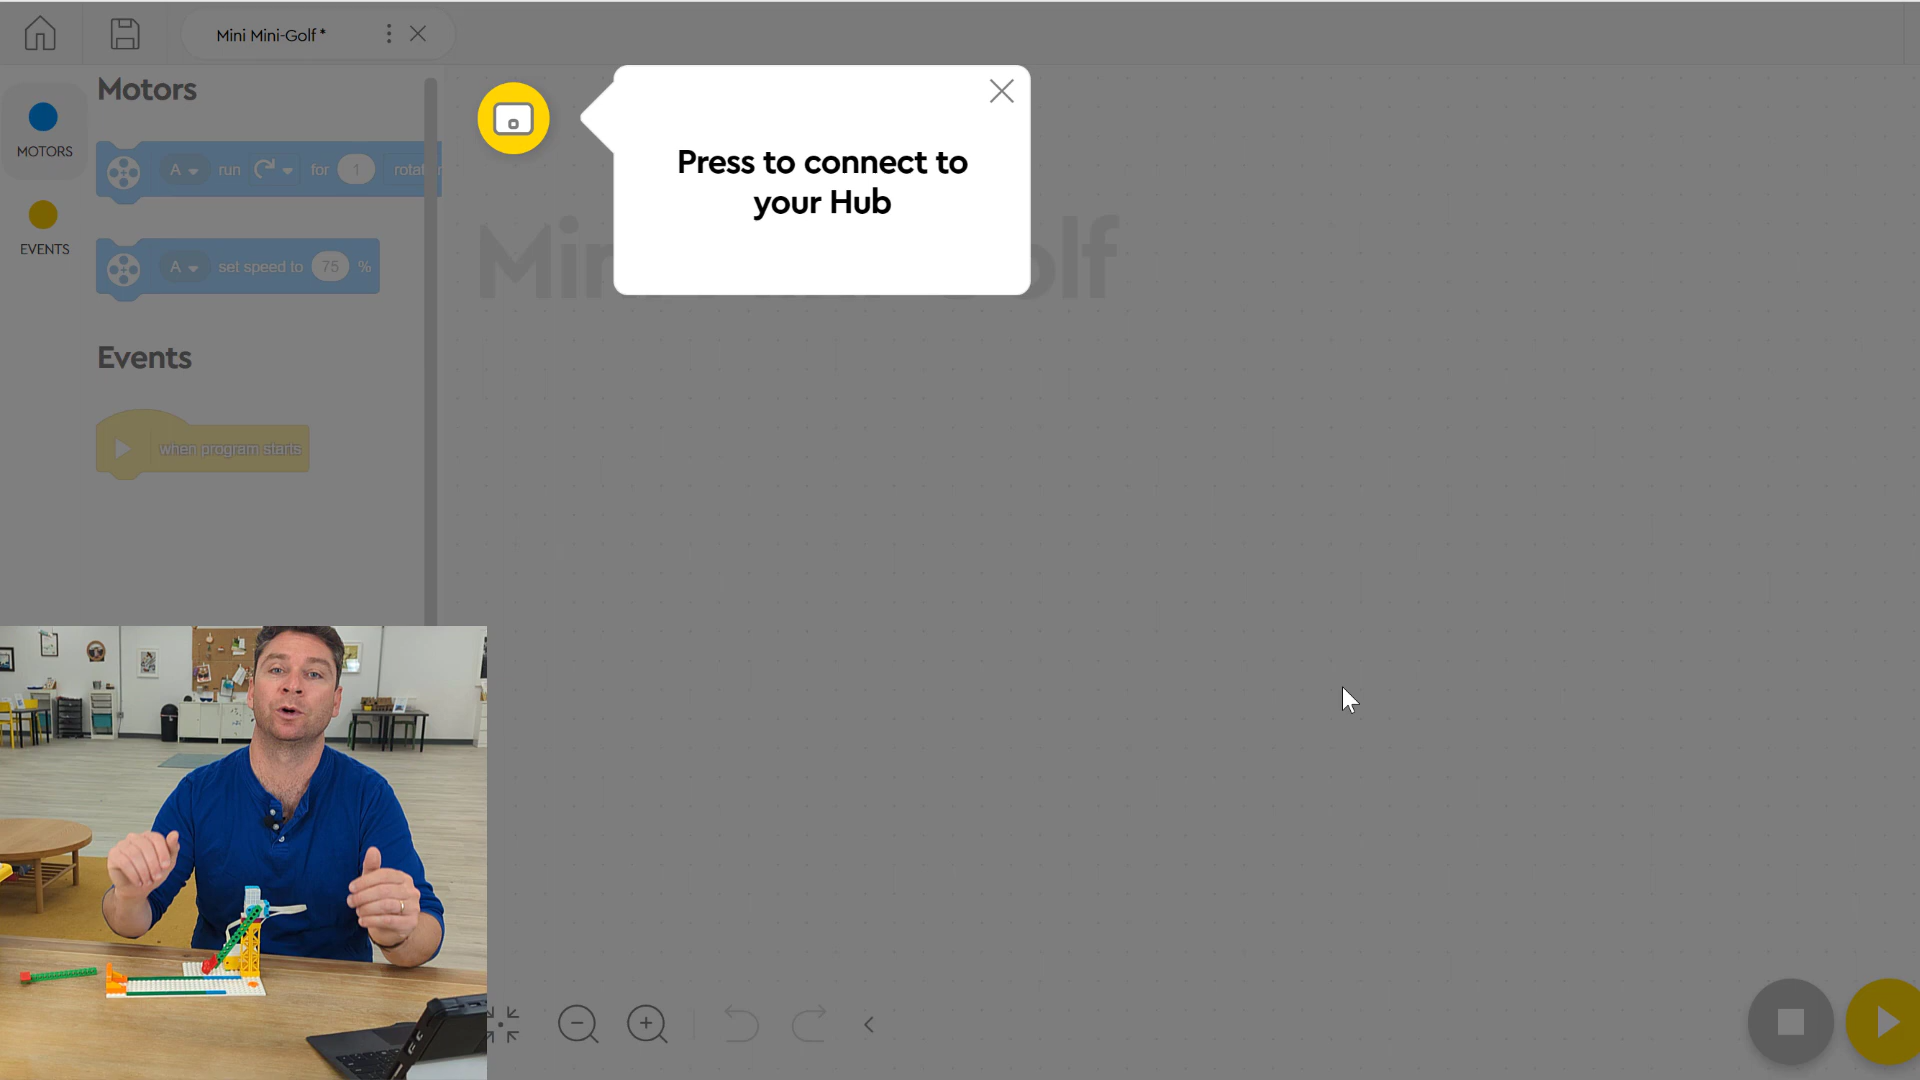 Mini Mini-Golf *
Motors
MOTORS
A run for 1
EVENTS
A set speed to 75 %
Events
when program starts
Press to connect to
your Hub